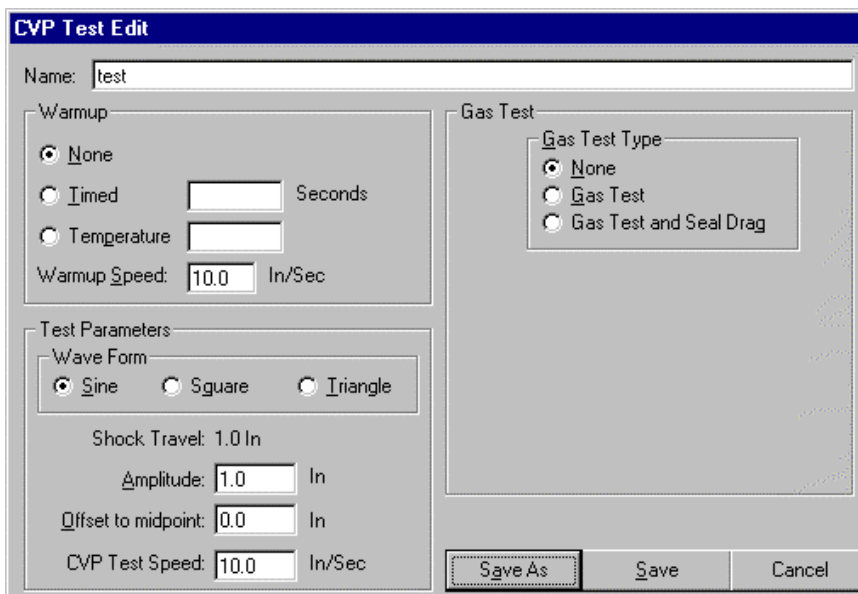 CVP Test Edit
Name: test
Warmup
None
Timed Seconds
Temperature
Warmup Speed: 10.0 In/Sec
Test Parameters
Wave Form
Sine Square Triangle
Shock Travel: 1.0 In
Amplitude: 1.0 In
Offset to midpoint: 0.0 In
CVP Test Speed: 10.0 In/Sec
Gas Test
Gas Test Type
None
Gas Test
Gas Test and Seal Drag
Save As Save Cancel